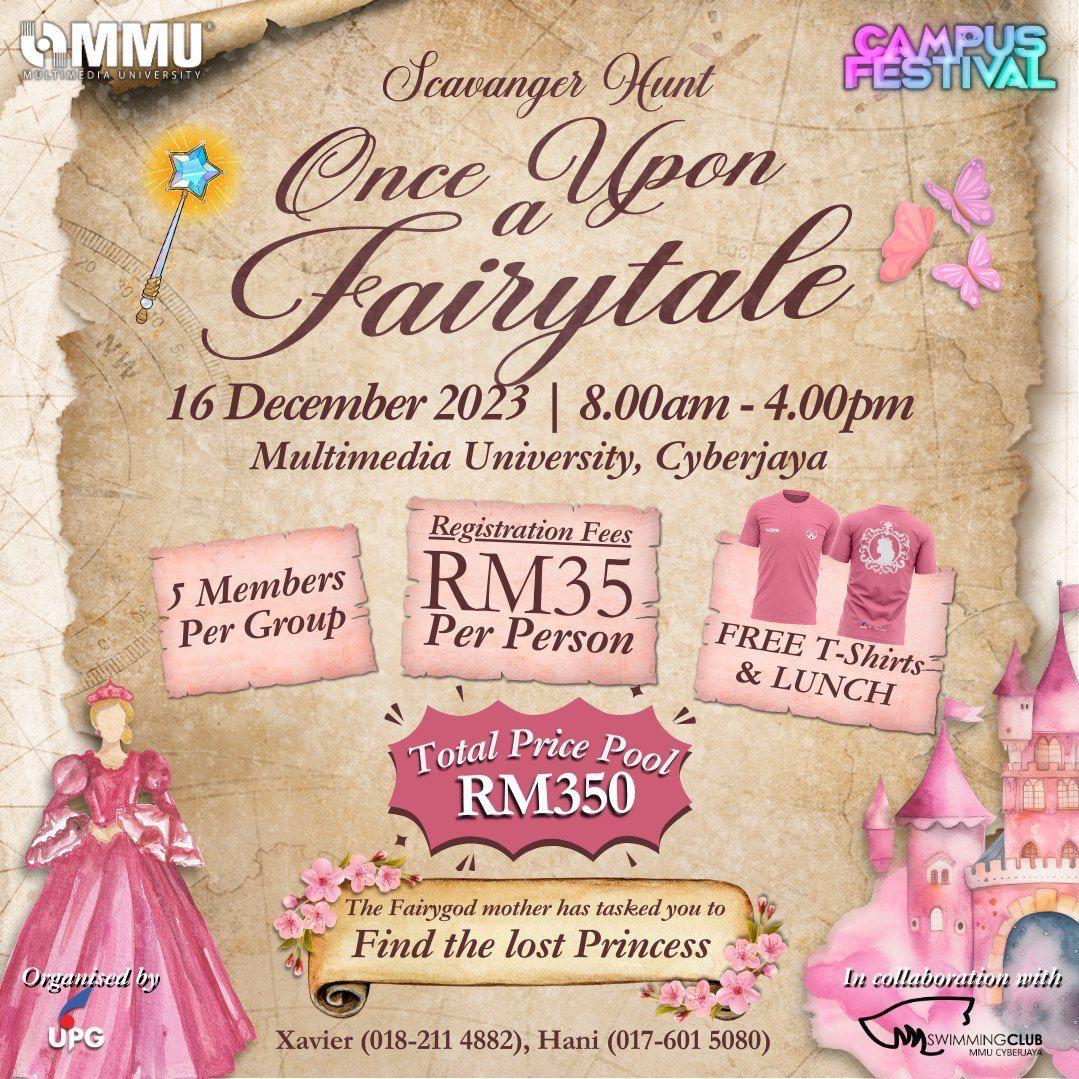 MMU
MULTIMEDIA UNIVERSITY
CAMPUS
FESTIVAL
Scavanger Hunt
Once Upon
a
Fairytale
16 December 2023 | 8.00am - 4.00pm
Multimedia University, Cyberjaya
5 Members
Per Group
Registration Fees
RM35
Per Person
FREE T-Shirts
& LUNCH
Total Price Pool
RM350
The Fairygod mother has tasked you to
Find the lost Princess
Organised by
UPG
In collaboration with
SWIMMINGCLUB
MMU CYBERJAYA
Xavier (018-211 4882), Hani (017-601 5080)